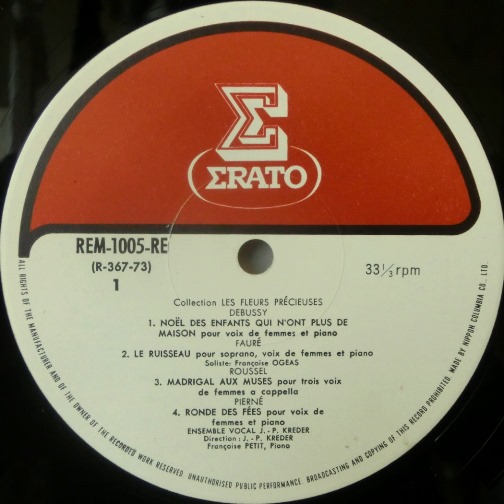 ΣRATO
REM-1005-RE
(R-367-73)
1
33⅓rpm
Collection LES FLEURS PRÉCIEUSES
DEBUSSY
1. NOËL DES ENFANTS QUI N'ONT PLUS DE
MAISON pour voix de femmes et piano
FAURÉ
2. LE RUISSEAU pour soprano, voix de femmes et piano
Soliste: Françoise OGEAS
ROUSSEL
3. MADRIGAL AUX MUSES pour trois voix
de femmes a cappella
PIERNÉ
4. RONDE DES FÉES pour voix de
femmes et piano
ENSEMBLE VOCAL J.-P. KREDER
Direction : J.-P. KREDER
Françoise PETIT, Piano
ALL RIGHTS OF THE MANUFACTURER AND OF THE OWNER OF THE RECORDED WORK RESERVED. UNAUTHORISED PUBLIC PERFORMANCE, BROADCASTING AND COPYING OF THIS RECORD PROHIBITED. MADE BY NIPPON COLUMBIA CO., LTD.